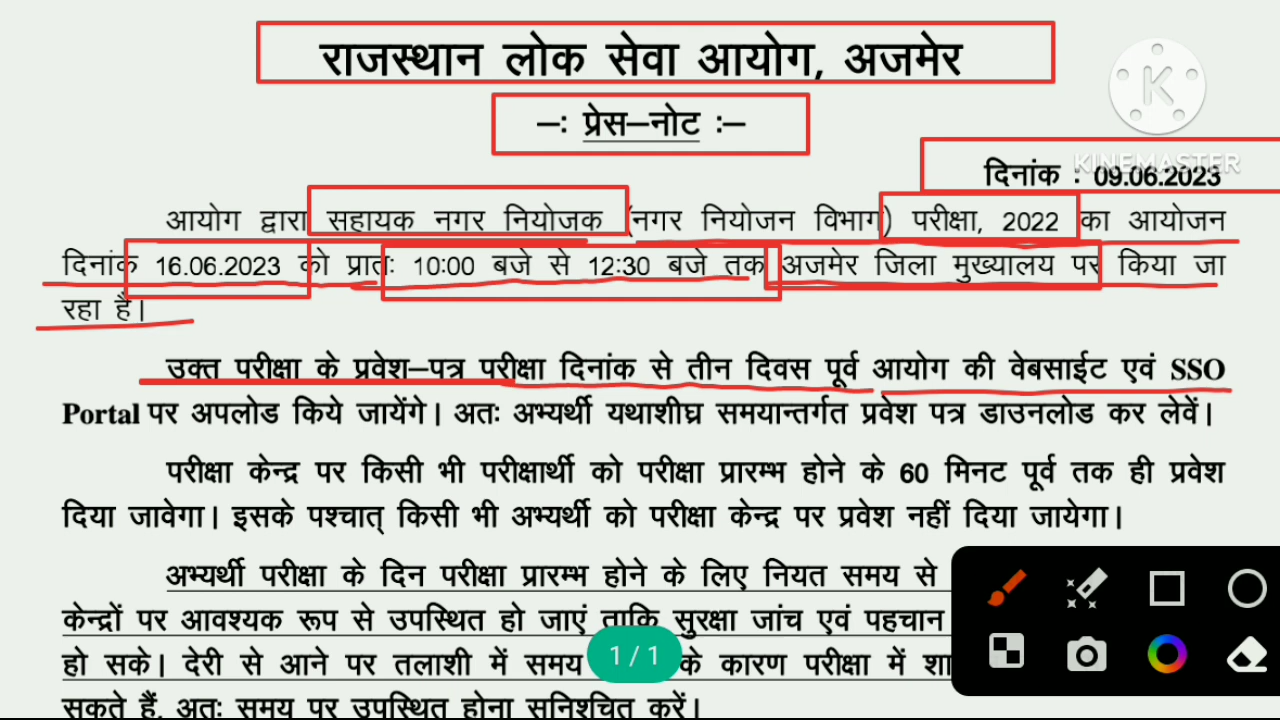 राजस्थान लोक सेवा आयोग, अजमेर
–: प्रेस–नोट :–
KINEMASTER
दिनांक : 09.06.2023
आयोग द्वारा सहायक नगर नियोजक (नगर नियोजन विभाग) परीक्षा, 2022 का आयोजन
दिनांक 16.06.2023 को प्रातः 10:00 बजे से 12:30 बजे तक अजमेर जिला मुख्यालय पर किया जा
रहा है।
उक्त परीक्षा के प्रवेश–पत्र परीक्षा दिनांक से तीन दिवस पूर्व आयोग की वेबसाईट एवं SSO
Portal पर अपलोड किये जायेंगे। अतः अभ्यर्थी यथाशीघ्र समयान्तर्गत प्रवेश पत्र डाउनलोड कर लेवें।
परीक्षा केन्द्र पर किसी भी परीक्षार्थी को परीक्षा प्रारम्भ होने के 60 मिनट पूर्व तक ही प्रवेश
दिया जावेगा। इसके पश्चात् किसी भी अभ्यर्थी को परीक्षा केन्द्र पर प्रवेश नहीं दिया जायेगा।
अभ्यर्थी परीक्षा के दिन परीक्षा प्रारम्भ होने के लिए नियत समय से
केन्द्रों पर आवश्यक रूप से उपस्थित हो जाएं ताकि सुरक्षा जांच एवं पहचान
हो सके। देरी से आने पर तलाशी में समय 1 / 1 के कारण परीक्षा में
सकते हैं, अतः समय पर उपस्थित होना सुनिश्चित करें।